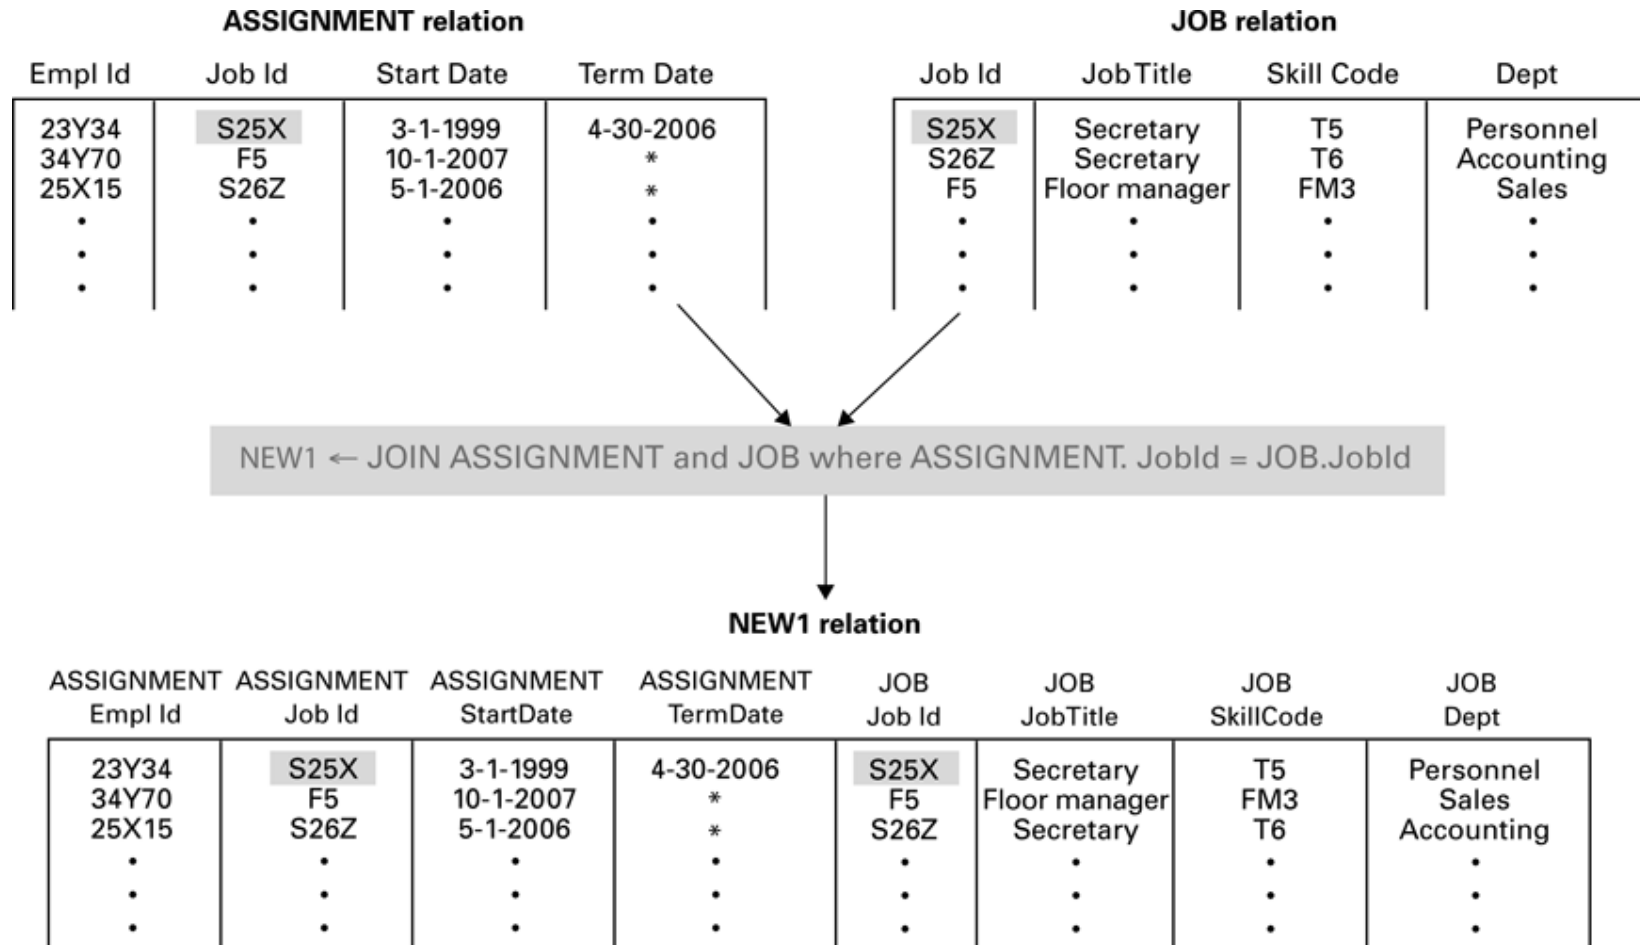 ASSIGNMENT relation JOB relation
Empl Id Job Id Start Date Term Date Job Id Job Title Skill Code Dept
23Y34 S25X 3-1-1999 4-30-2006 S25X Secretary T5 Personnel
34Y70 F5 10-1-2007 * S26Z Secretary T6 Accounting
25X15 S26Z 5-1-2006 * F5 Floor manager FM3 Sales
NEW1 ← JOIN ASSIGNMENT and JOB where ASSIGNMENT. JobId = JOB.JobId
NEW1 relation
ASSIGNMENT ASSIGNMENT ASSIGNMENT ASSIGNMENT JOB JOB JOB JOB
Empl Id Job Id StartDate TermDate Job Id JobTitle SkillCode Dept
23Y34 S25X 3-1-1999 4-30-2006 S25X Secretary T5 Personnel
34Y70 F5 10-1-2007 * F5 Floor manager FM3 Sales
25X15 S26Z 5-1-2006 * S26Z Secretary T6 Accounting